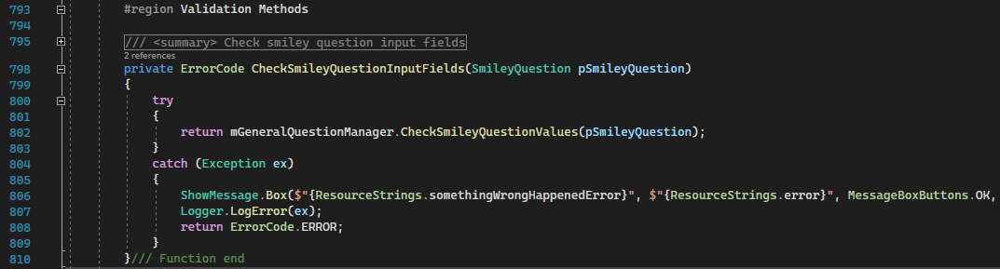 793 #region Validation Methods
794
795 /// <summary> Check smiley question input fields
2 references
798 private ErrorCode CheckSmileyQuestionInputFields(SmileyQuestion pSmileyQuestion)
799 {
800 try
801 {
802 return mGeneralQuestionManager.CheckSmileyQuestionValues(pSmileyQuestion);
803 }
804 catch (Exception ex)
805 {
806 ShowMessage.Box($"{ResourceStrings.somethingWrongHappenedError}", $"{ResourceStrings.error}", MessageBoxButtons.OK,
807 Logger.LogError(ex);
808 return ErrorCode.ERROR;
809 }
810 }/// Function end